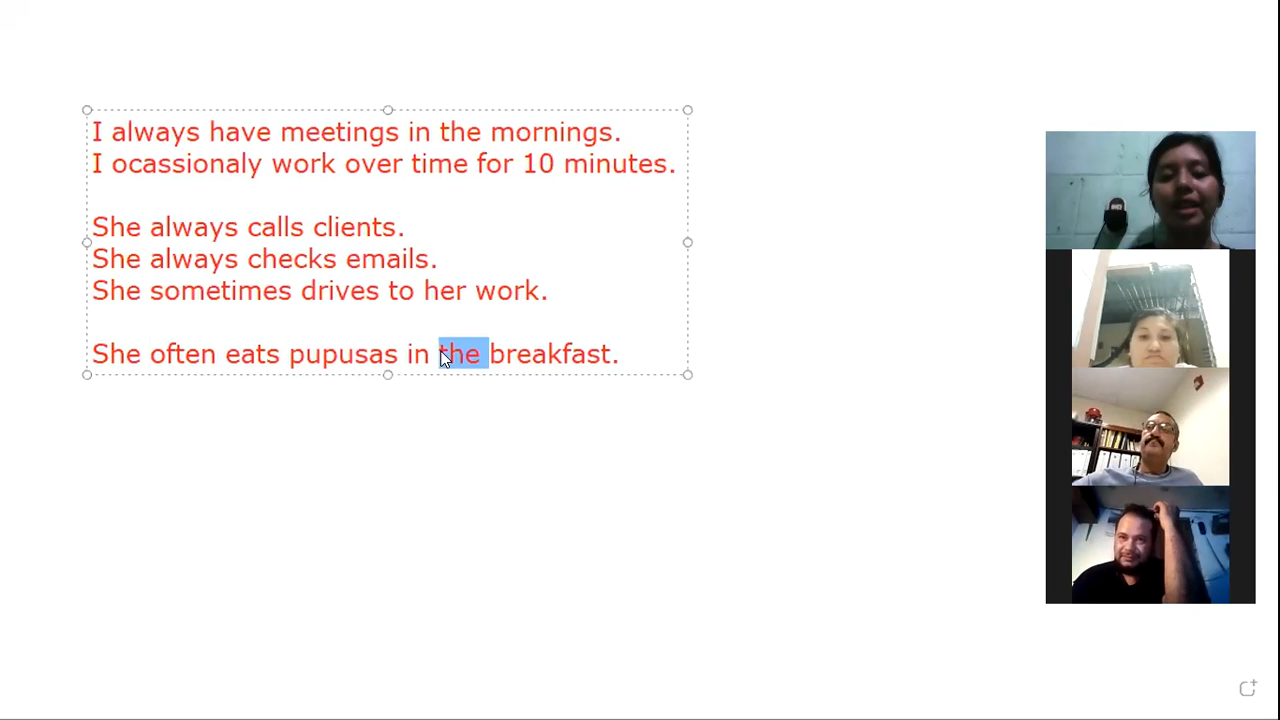 I always have meetings in the mornings.
I ocassionaly work over time for 10 minutes.
She always calls clients.
She always checks emails.
She sometimes drives to her work.
She often eats pupusas in the breakfast.